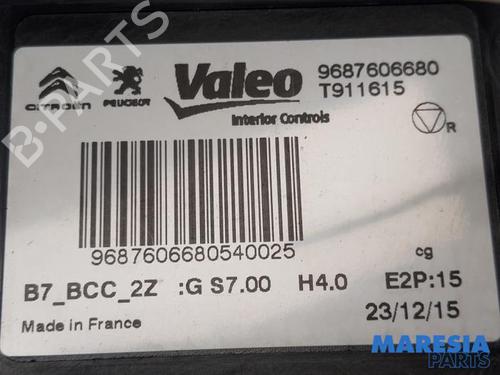 CITROËN
PEUGEOT
Valeo
Interior Controls
9687606680
T911615
R
9687606680540025
cg
B7_BCC_2Z :G S7.00 H4.0 E2P:15
Made in France
23/12/15
B-PARTS
MARESIA
PARTS